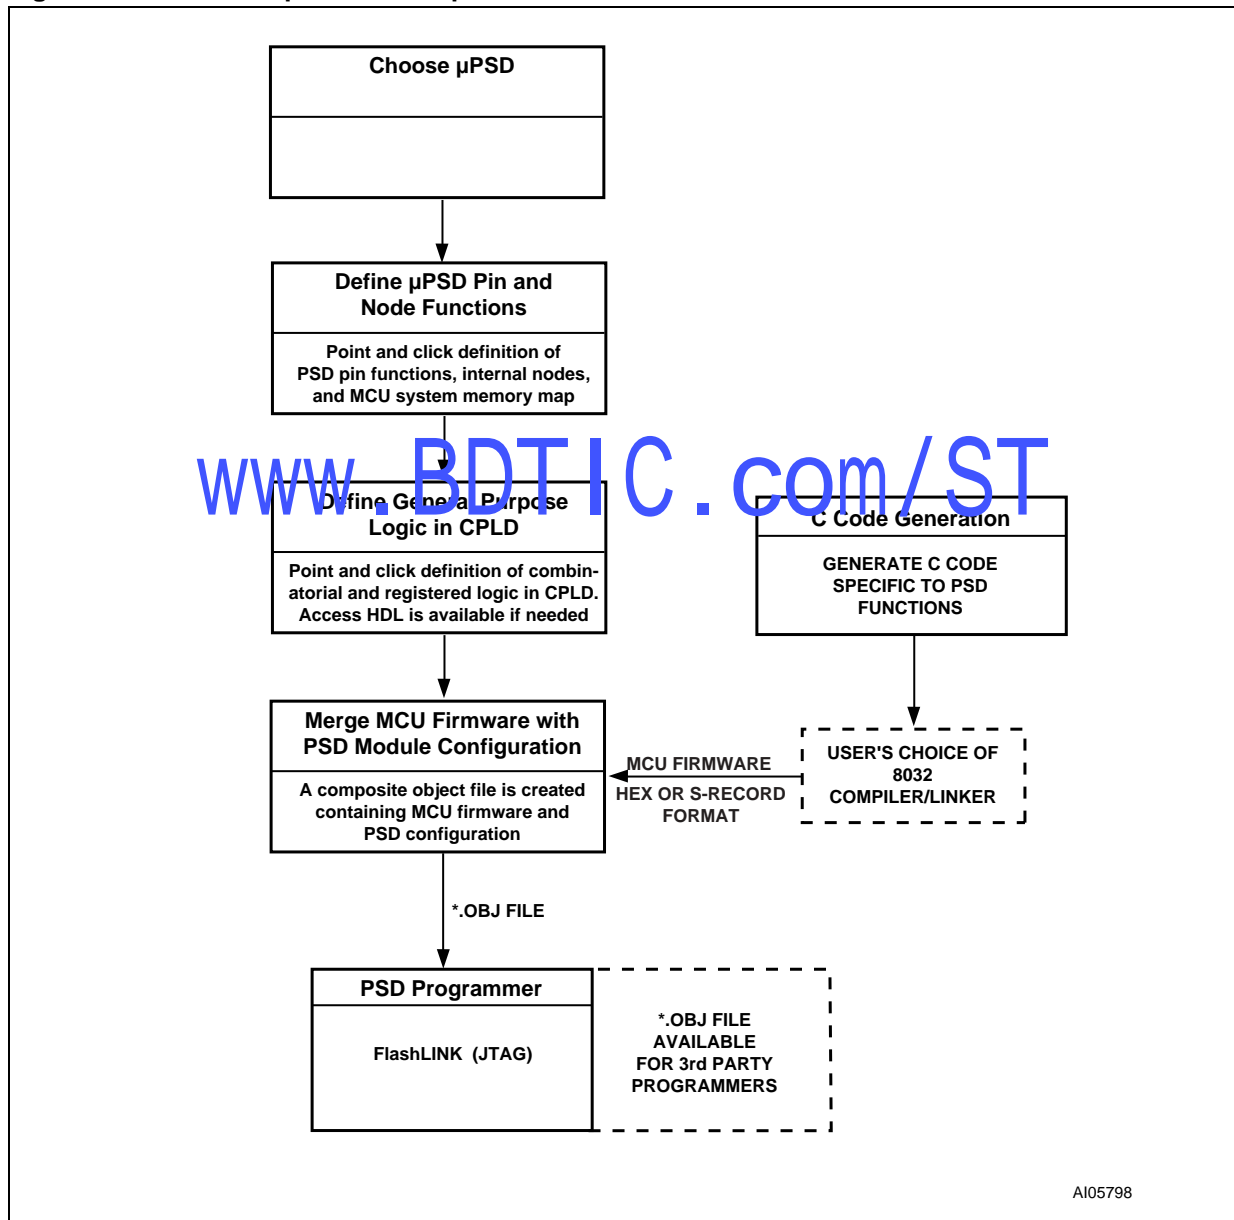 Choose µPSD
Define µPSD Pin and
Node Functions
Point and click definition of
PSD pin functions, internal nodes,
and MCU system memory map
www.BDTIC.com/ST
Define General Purpose
Logic in CPLD
Point and click definition of combin-
atorial and registered logic in CPLD.
Access HDL is available if needed
C Code Generation
GENERATE C CODE
SPECIFIC TO PSD
FUNCTIONS
Merge MCU Firmware with
PSD Module Configuration
A composite object file is created
containing MCU firmware and
PSD configuration
MCU FIRMWARE
HEX OR S-RECORD
FORMAT
USER'S CHOICE OF
8032
COMPILER/LINKER
*.OBJ FILE
PSD Programmer
FlashLINK (JTAG)
*.OBJ FILE
AVAILABLE
FOR 3rd PARTY
PROGRAMMERS
AI05798